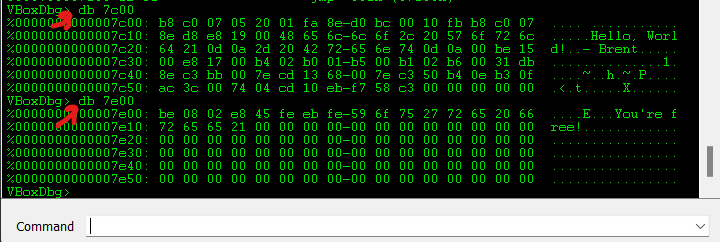 VBoxDbg> db 7c00
%0000000000007c00: b8 c0 07 05 20 01 fa 8e-d0 bc 00 10 fb b8 c0 07 .... ...........
%0000000000007c10: 8e d8 e8 19 00 48 65 6c-6c 6f 2c 20 57 6f 72 6c .....Hello, Worl
%0000000000007c20: 64 21 0d 0a 2d 20 42 72-65 6e 74 0d 0a 00 be 15 d!..- Brent.....
%0000000000007c30: 00 e8 17 00 b4 02 b0 01-b5 00 b1 02 b6 00 31 db ..............1.
%0000000000007c40: 8e c3 bb 00 7e cd 13 68-00 7e c3 50 b4 0e b3 0f ....~..h.~.P....
%0000000000007c50: ac 3c 00 74 04 cd 10 eb-f7 58 c3 00 00 00 00 00 .<.t.....X......
VBoxDbg> db 7e00
%0000000000007e00: be 08 02 e8 45 fe eb fe-59 6f 75 27 72 65 20 66 ....E...You're f
%0000000000007e10: 72 65 65 21 00 00 00 00-00 00 00 00 00 00 00 00 ree!............
%0000000000007e20: 00 00 00 00 00 00 00 00-00 00 00 00 00 00 00 00 ................
%0000000000007e30: 00 00 00 00 00 00 00 00-00 00 00 00 00 00 00 00 ................
%0000000000007e40: 00 00 00 00 00 00 00 00-00 00 00 00 00 00 00 00 ................
%0000000000007e50: 00 00 00 00 00 00 00 00-00 00 00 00 00 00 00 00 ................
VBoxDbg>
Command